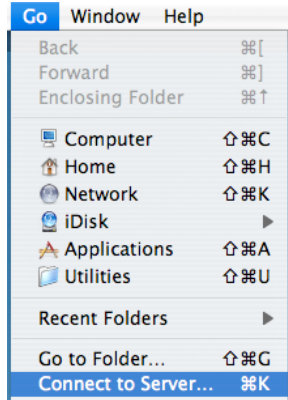 Go Window Help
Back ⌘[
Forward ⌘]
Enclosing Folder ⌘↑
Computer ⇧⌘C
Home ⇧⌘H
Network ⇧⌘K
iDisk
Applications ⇧⌘A
Utilities ⇧⌘U
Recent Folders
Go to Folder... ⇧⌘G
Connect to Server... ⌘K